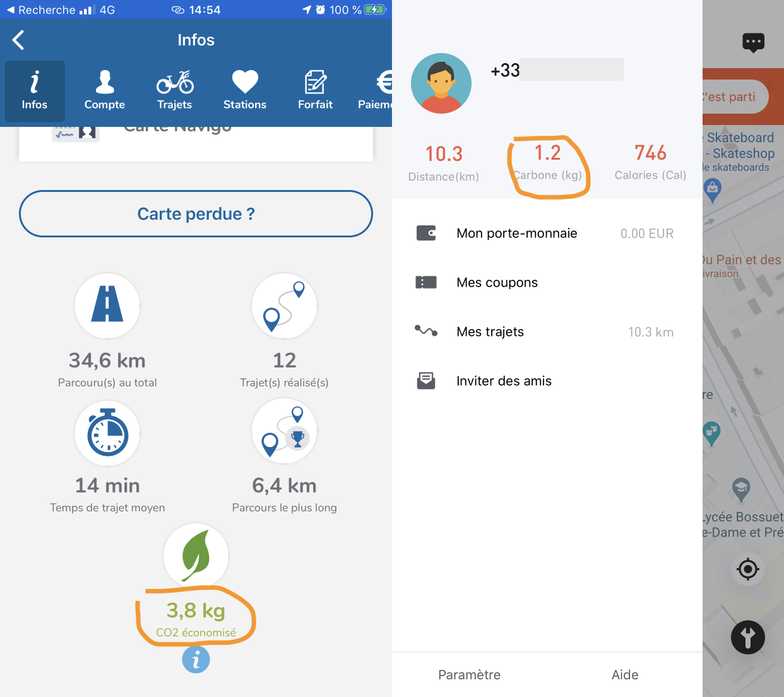 Recherche 4G 14:54 100 %
Infos
Infos Compte Trajets Stations Forfait Paiem
Carte Navigo
Carte perdue ?
34,6 km
Parcouru(s) au total
12
Trajet(s) réalisé(s)
14 min
Temps de trajet moyen
6,4 km
Parcours le plus long
3,8 kg
CO2 économisé
+33
10.3
Distance(km)
1.2
Carbone (kg)
746
Calories (Cal)
Mon porte-monnaie 0.00 EUR
Mes coupons
Mes trajets 10.3 km
Inviter des amis
Paramètre Aide
C'est parti
Skateboard
- Skateshop
de skateboards
Du Pain et des
ivraison
re
Lycée Bossuet
e-Dame et Pré